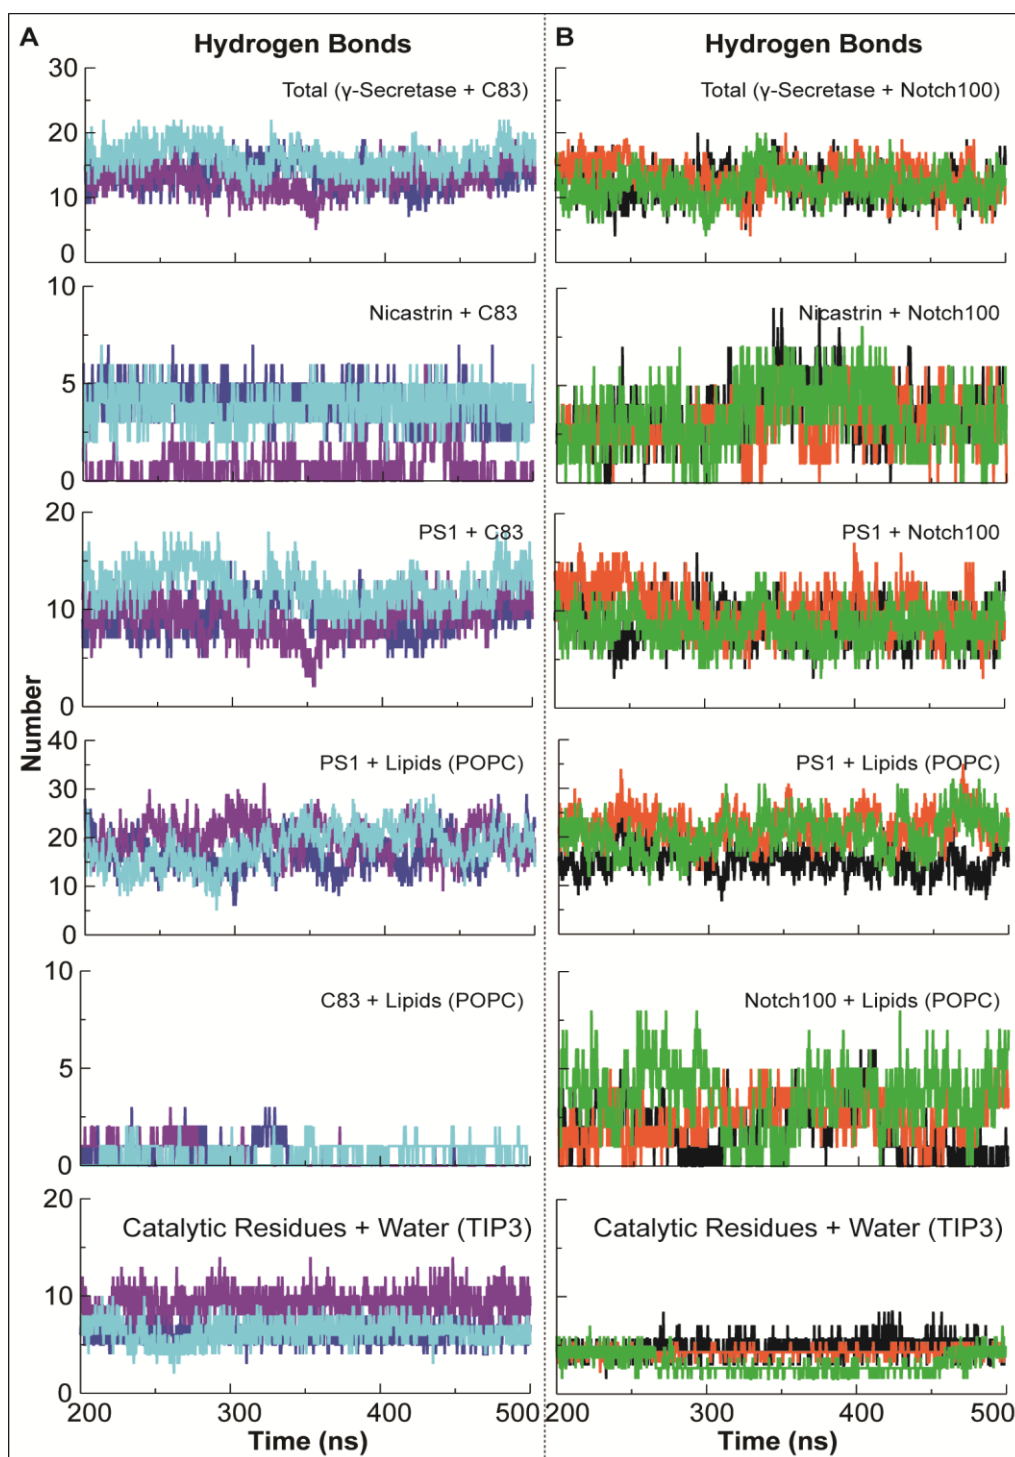 A
Hydrogen Bonds
30
20
10
0
Total (γ-Secretase + C83)
10
5
0
Nicastrin + C83
20
10
0
PS1 + C83
40
30
20
10
0
PS1 + Lipids (POPC)
10
5
0
C83 + Lipids (POPC)
20
10
5
0
Catalytic Residues + Water (TIP3)
200 300 400 500
Time (ns)
Number
B
Hydrogen Bonds
Total (γ-Secretase + Notch100)
Nicastrin + Notch100
PS1 + Notch100
PS1 + Lipids (POPC)
Notch100 + Lipids (POPC)
Catalytic Residues + Water (TIP3)
200 300 400 500
Time (ns)